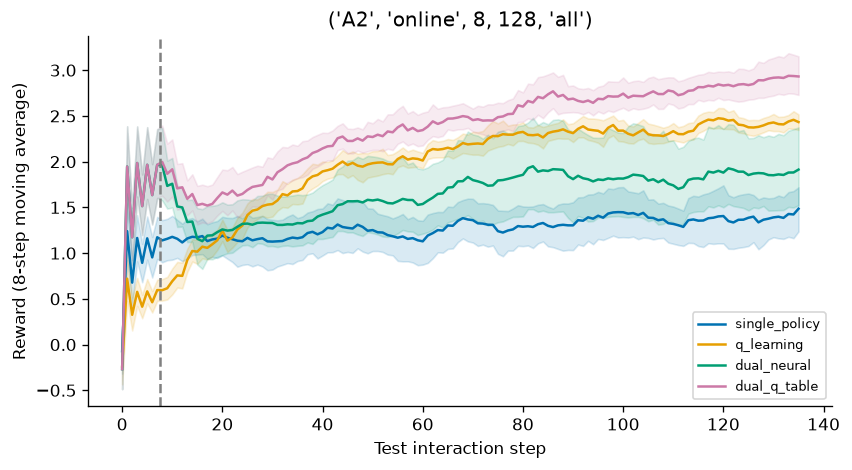 ('A2', 'online', 8, 128, 'all')
Reward (8-step moving average)
3.0
2.5
2.0
1.5
1.0
0.5
0.0
−0.5
0 20 40 60 80 100 120 140
Test interaction step
single_policy
q_learning
dual_neural
dual_q_table